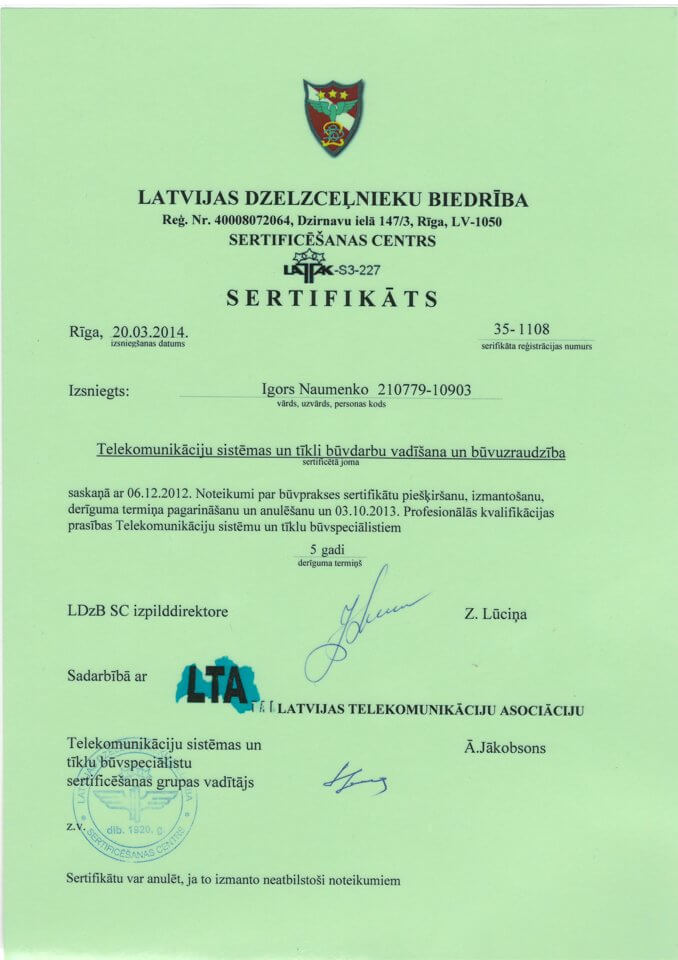 LATVIJAS DZELZCEĻNIEKU BIEDRĪBA
Reģ. Nr. 40008072064, Dzirnavu ielā 147/3, Rīga, LV-1050
SERTIFICĒŠANAS CENTRS
LATAK-S3-227
SERTIFIKĀTS
Rīga, 20.03.2014.
izsniegšanas datums
35-1108
serifikāta reģistrācijas numurs
Izsniegts: Igors Naumenko 210779-10903
vārds, uzvārds, personas kods
Telekomunikāciju sistēmas un tīkli būvdarbu vadīšana un būvuzraudzība
sertificētā joma
saskaņā ar 06.12.2012. Noteikumi par būvprakses sertifikātu piešķiršanu, izmantošanu,
derīguma termiņa pagarināšanu un anulēšanu un 03.10.2013. Profesionālās kvalifikācijas
prasības Telekomunikāciju sistēmu un tīklu būvspeciālistiem
5 gadi
derīguma termiņš
LDzB SC izpilddirektore Z. Lūciņa
Sadarbībā ar LTA
LATVIJAS TELEKOMUNIKĀCIJU ASOCIĀCIJU
Telekomunikāciju sistēmas un Ā.Jākobsons
tīklu būvspeciālistu
sertificēšanas grupas vadītājs
z.v.
dib. 1920. g.
SERTIFICĒŠANAS CENTRS
Sertifikātu var anulēt, ja to izmanto neatbilstoši noteikumiem